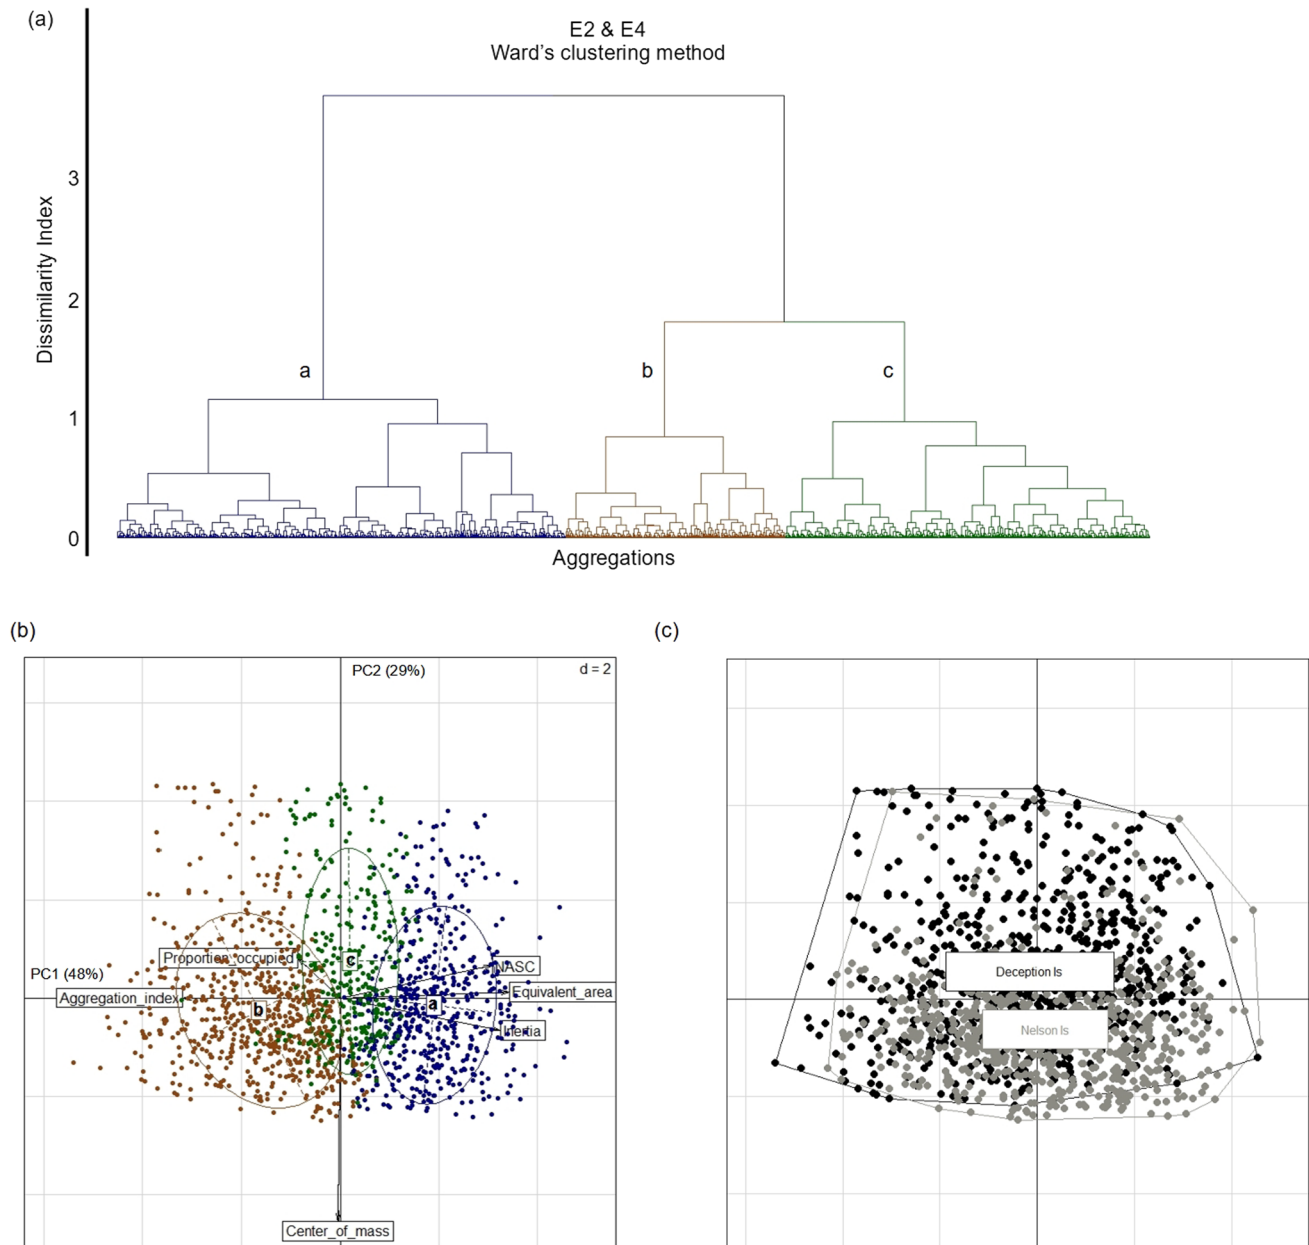 (a)
E2 & E4
Ward's clustering method
Dissimilarity Index
3
2
1
0
a
b
c
Aggregations
(b)
PC2 (29%)
d = 2
PC1 (48%)
Proportion_occupied
Aggregation_index
b
c
a
NASC
Equivalent_area
Inertia
Center_of_mass
(c)
Deception Is
Nelson Is